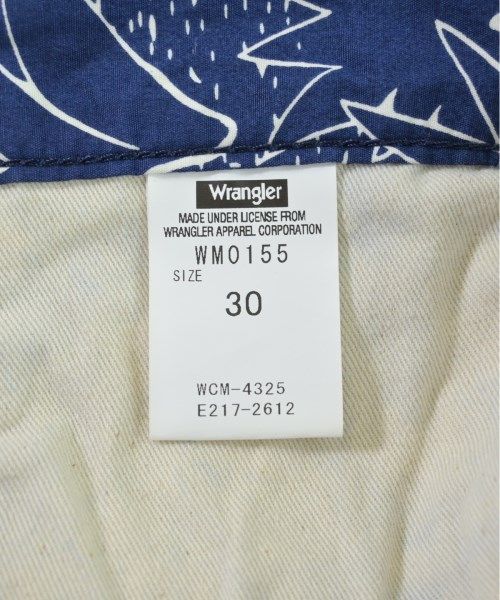 Wrangler
MADE UNDER LICENSE FROM
WRANGLER APPAREL CORPORATION
WM0155
SIZE
30
WCM-4325
E217-2612